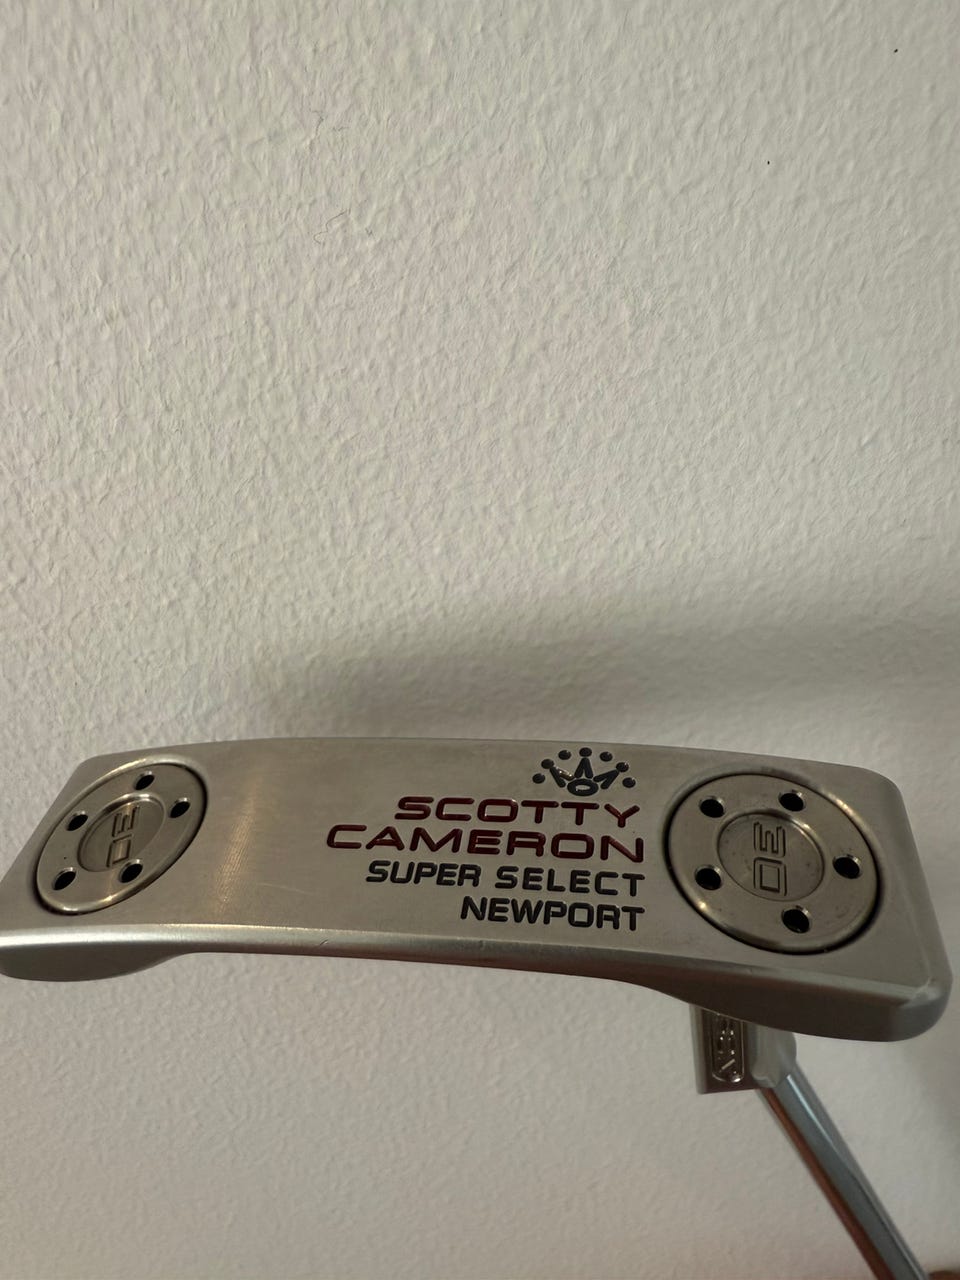 SCOTTY
CAMERON
SUPER SELECT
NEWPORT
30
30